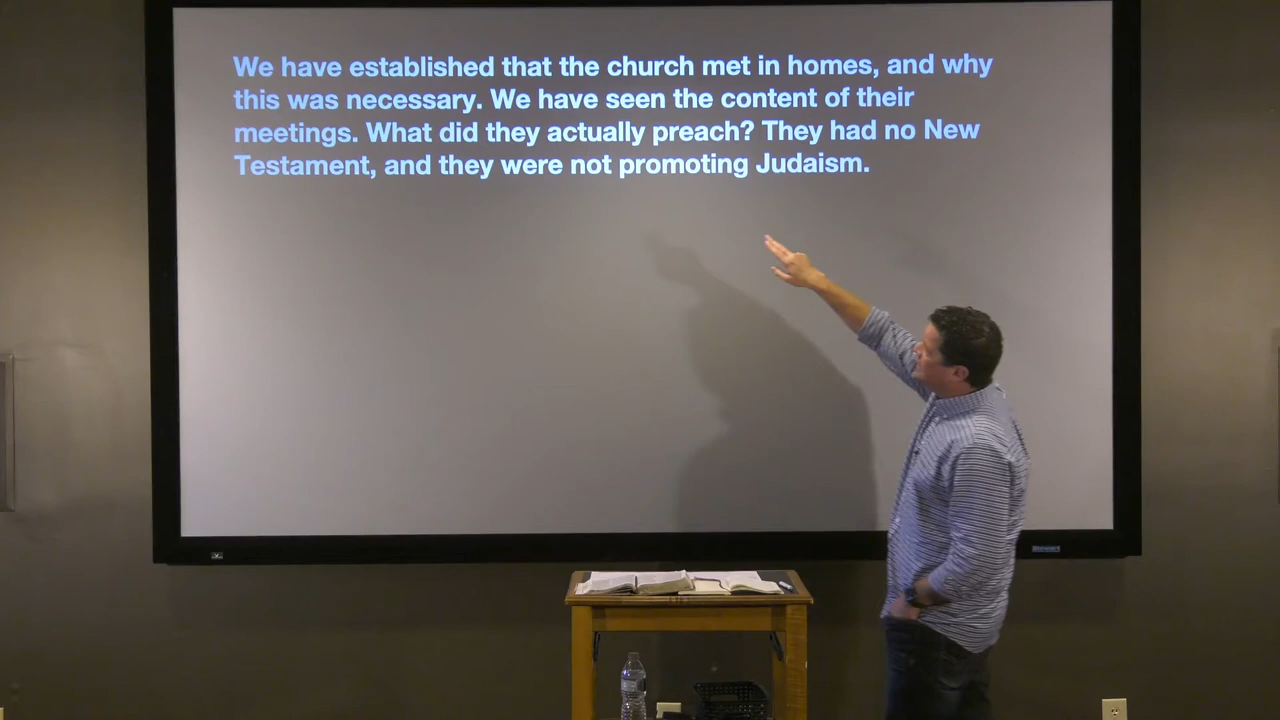 We have established that the church met in homes, and why
this was necessary. We have seen the content of their
meetings. What did they actually preach? They had no New
Testament, and they were not promoting Judaism.
Stewart